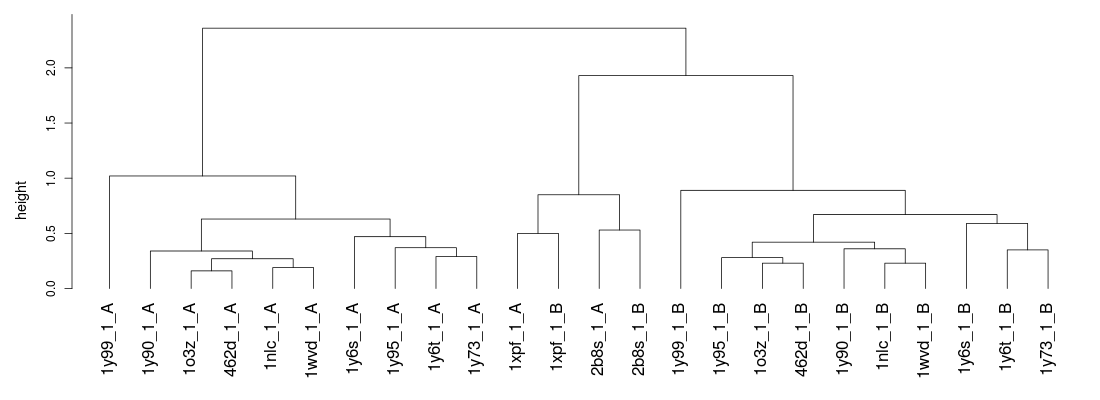 height
2.0
1.5
1.0
0.5
0.0
1y99_1_A
1y90_1_A
1o3z_1_A
462d_1_A
1nlc_1_A
1wvd_1_A
1y6s_1_A
1y95_1_A
1y6t_1_A
1y73_1_A
1xpf_1_A
1xpf_1_B
2b8s_1_A
2b8s_1_B
1y99_1_B
1y95_1_B
1o3z_1_B
462d_1_B
1y90_1_B
1nlc_1_B
1wvd_1_B
1y6s_1_B
1y6t_1_B
1y73_1_B